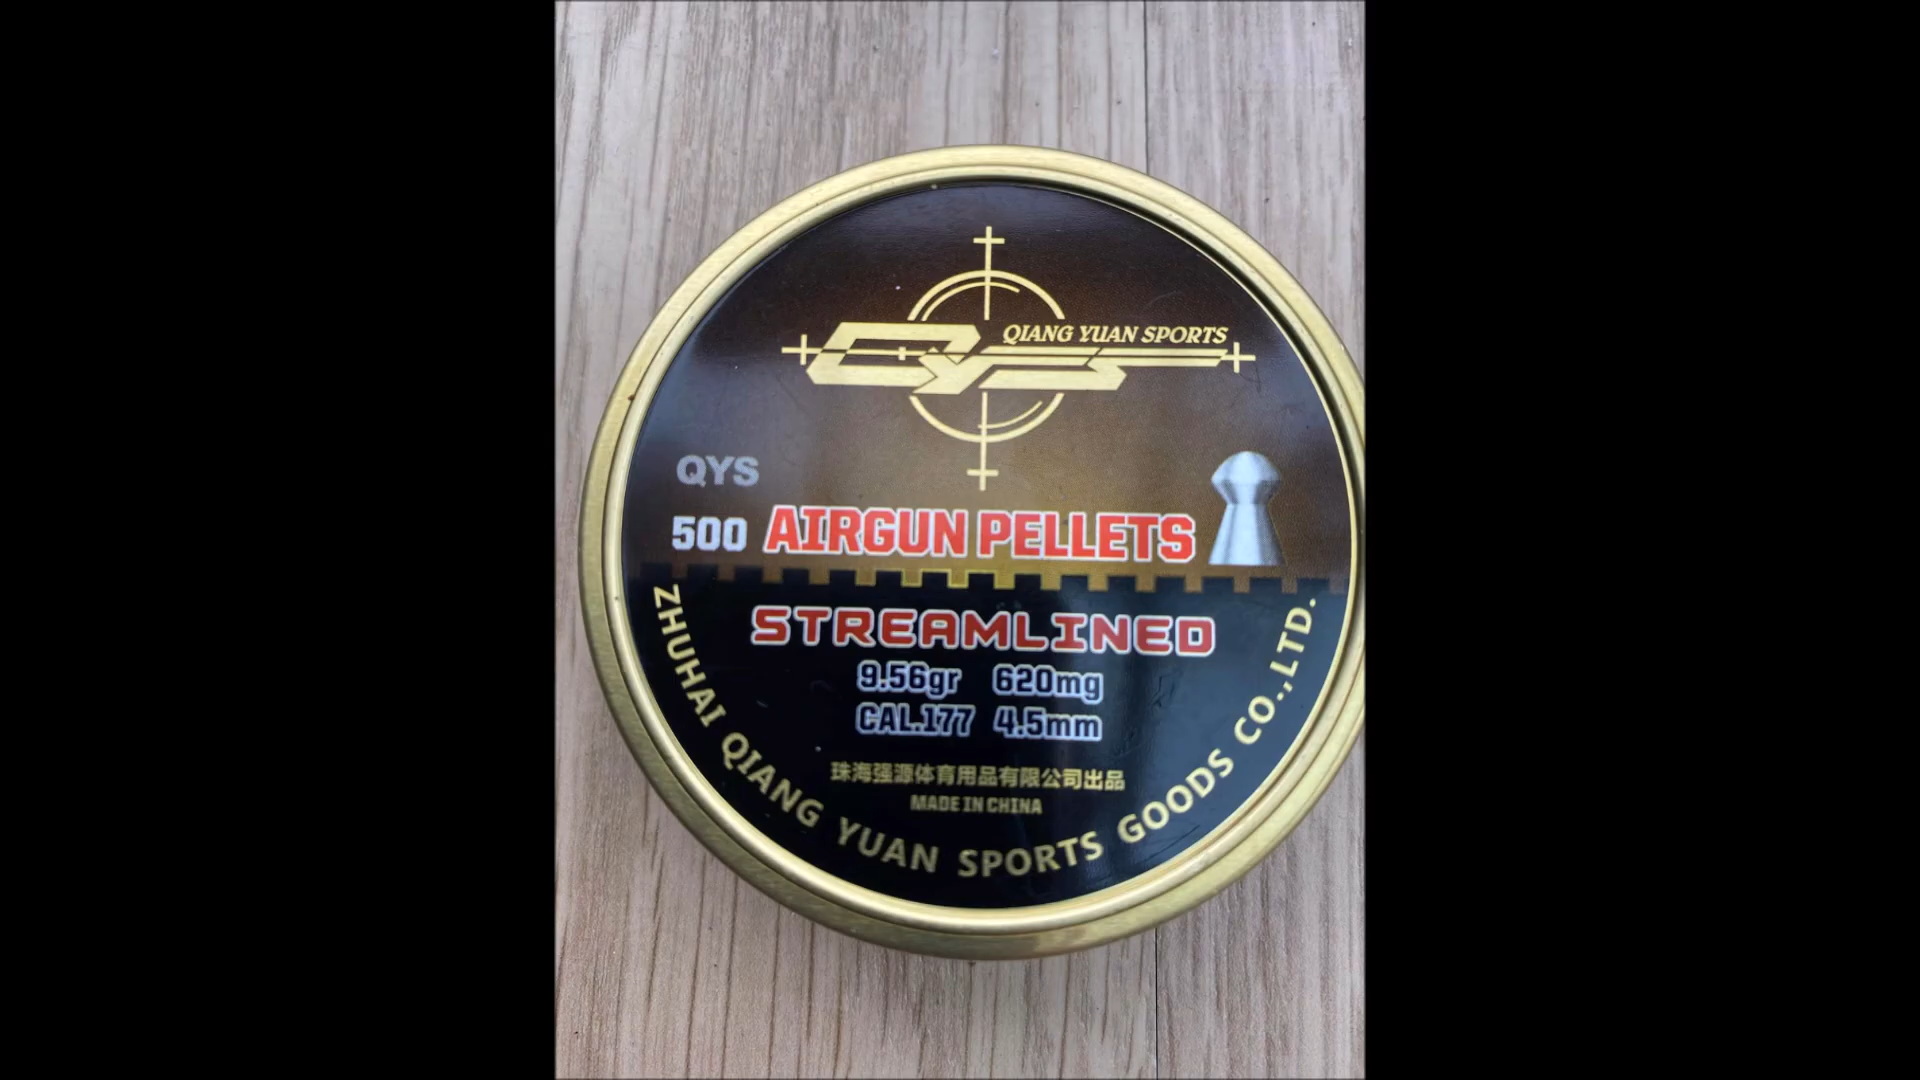 QIANG YUAN SPORTS
QYS
QYS
500 AIRGUN PELLETS
STREAMLINED
9.56gr 620mg
CAL.177 4.5mm
珠海强源体育用品有限公司出品
MADE IN CHINA
ZHUHAI QIANG YUAN SPORTS GOODS CO.,LTD.